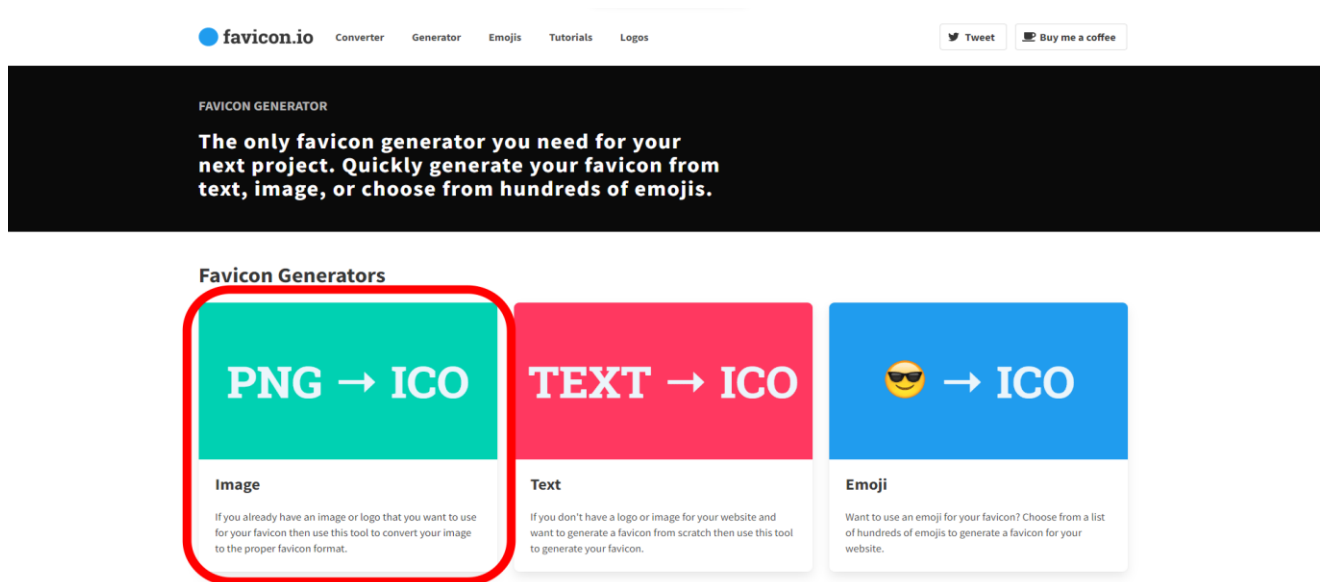 favicon.io Converter Generator Emojis Tutorials Logos Tweet Buy me a coffee
FAVICON GENERATOR
The only favicon generator you need for your
next project. Quickly generate your favicon from
text, image, or choose from hundreds of emojis.
Favicon Generators
PNG → ICO
Image
If you already have an image or logo that you want to use
for your favicon then use this tool to convert your image
to the proper favicon format.
TEXT → ICO
Text
If you don't have a logo or image for your website and
want to generate a favicon from scratch then use this tool
to generate your favicon.
😎 → ICO
Emoji
Want to use an emoji for your favicon? Choose from a list
of hundreds of emojis to generate a favicon for your
website.